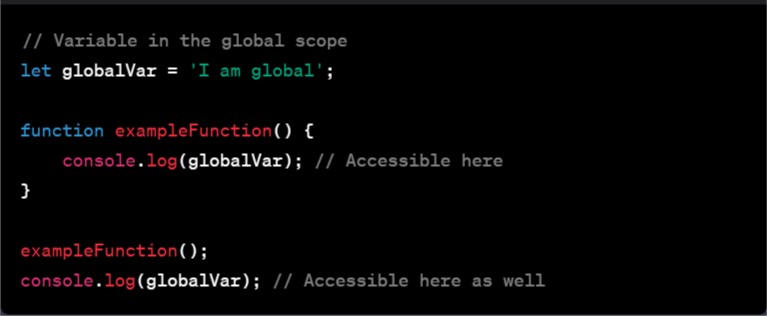 // Variable in the global scope
let globalVar = 'I am global';
function exampleFunction() {
console.log(globalVar); // Accessible here
}
exampleFunction();
console.log(globalVar); // Accessible here as well